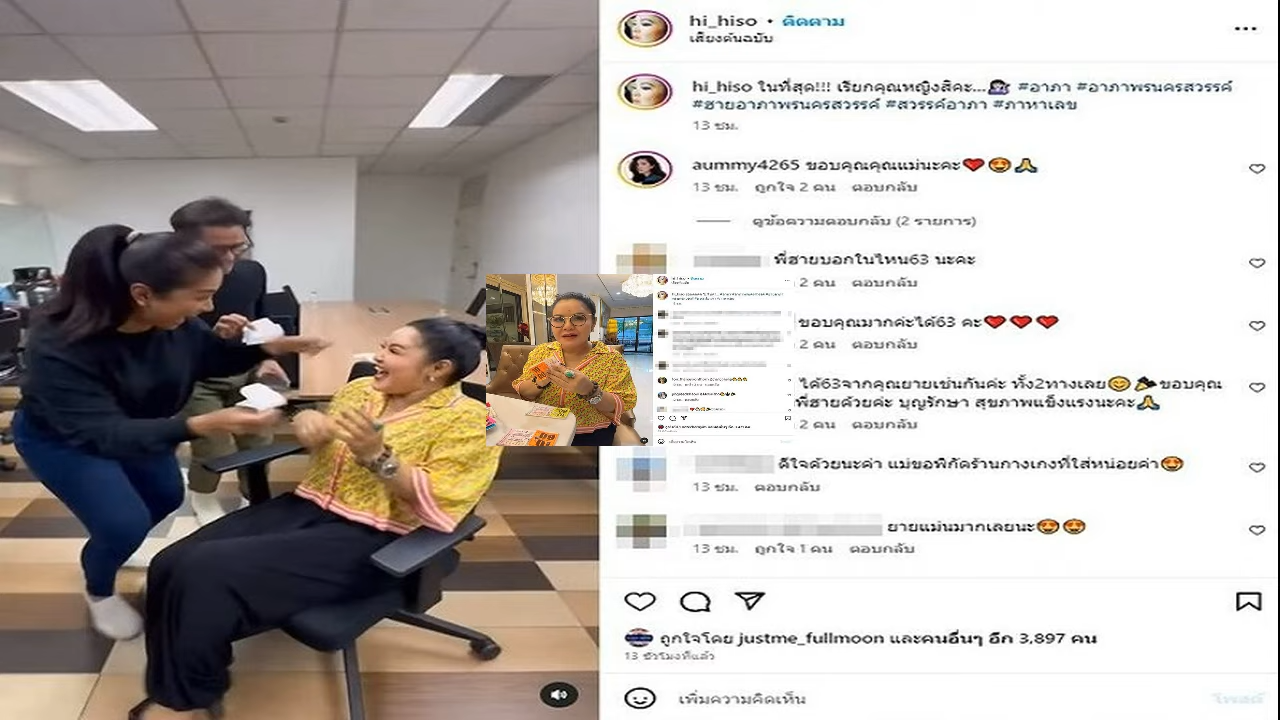 hi_hiso • ติดตาม
เสียงต้นฉบับ
hi_hiso ในที่สุด!!! เรียกคุณหญิงสิคะ... #อาภา #อาภาพรนครสวรรค์
#ฮายอาภาพรนครสวรรค์ #สวรรค์อาภา #ภาหาเลข
13 ชม.
aummy4265 ขอบคุณคุณแม่นะคะ❤️😍🙏
13 ชม. ถูกใจ 2 คน ตอบกลับ
ดูข้อความตอบกลับ (2 รายการ)
พี่ฮายบอกในไหน63 นะคะ
2 คน ตอบกลับ
ขอบคุณมากค่ะได้63 คะ❤️❤️❤️
2 คน ตอบกลับ
ได้63จากคุณยายเช่นกันค่ะ ทั้ง2ทางเลย😊🎉ขอบคุณ
พี่ฮายด้วยค่ะ บุญรักษา สุขภาพแข็งแรงนะคะ🙏
2 คน ตอบกลับ
ดีใจด้วยนะค่า แม่ขอพิกัดร้านกางเกงที่ใส่หน่อยค่า😍
13 ชม. ตอบกลับ
ยายแม่นมากเลยนะ😍😍
13 ชม. ถูกใจ 1 คน ตอบกลับ
ถูกใจโดย justme_fullmoon และคนอื่นๆ อีก 3,897 คน
13 ชั่วโมงที่แล้ว
เพิ่มความคิดเห็น
โพสต์